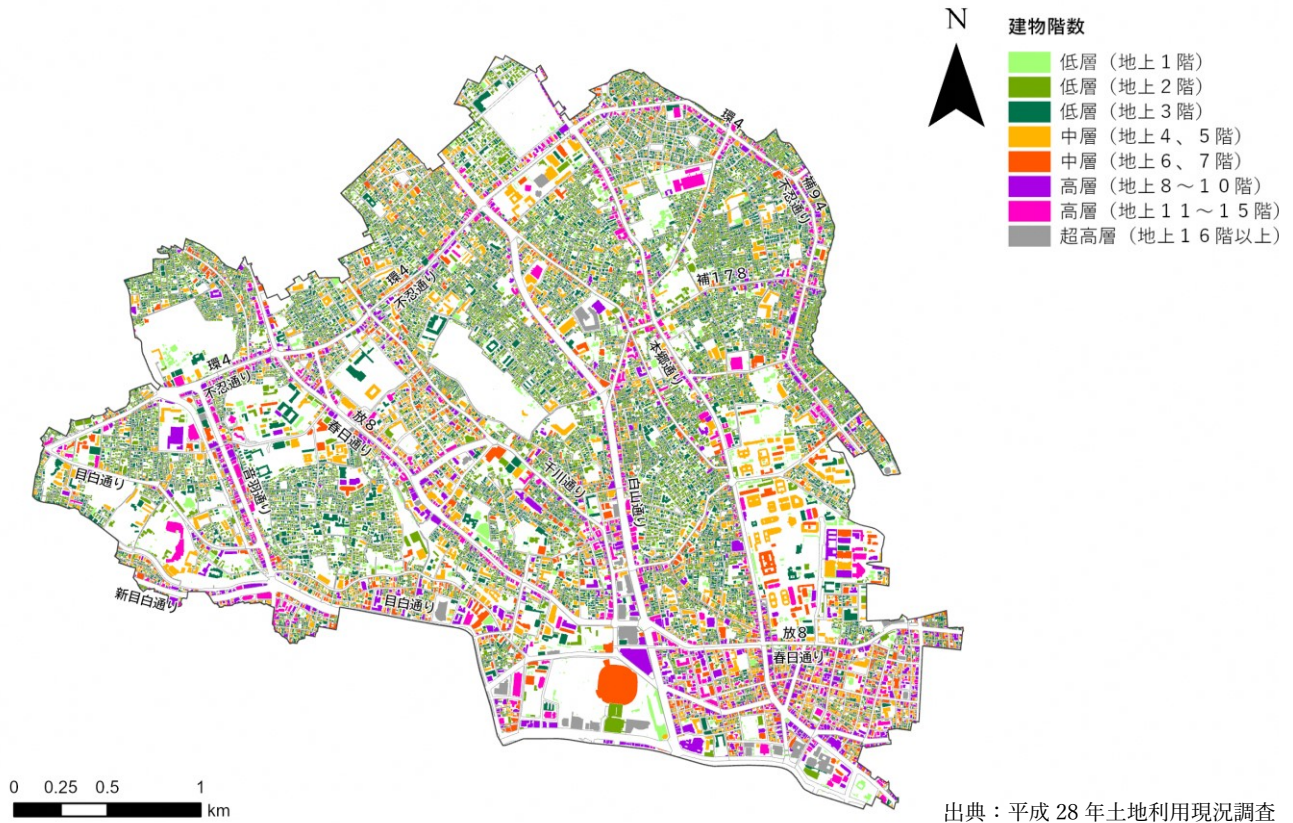 N
建物階数
低層（地上１階）
低層（地上２階）
低層（地上３階）
中層（地上４、５階）
中層（地上６、７階）
高層（地上８～１０階）
高層（地上１１～１５階）
超高層（地上１６階以上）
環4
補９4
不忍通り
環4
不忍通り
補１７８
本郷通り
環4
不忍通り
放8
春日通り
目白通り
音羽通り
千川通り
白山通り
新目白通り
目白通り
放8
春日通り
0 0.25 0.5 1
km
出典：平成 28 年土地利用現況調査